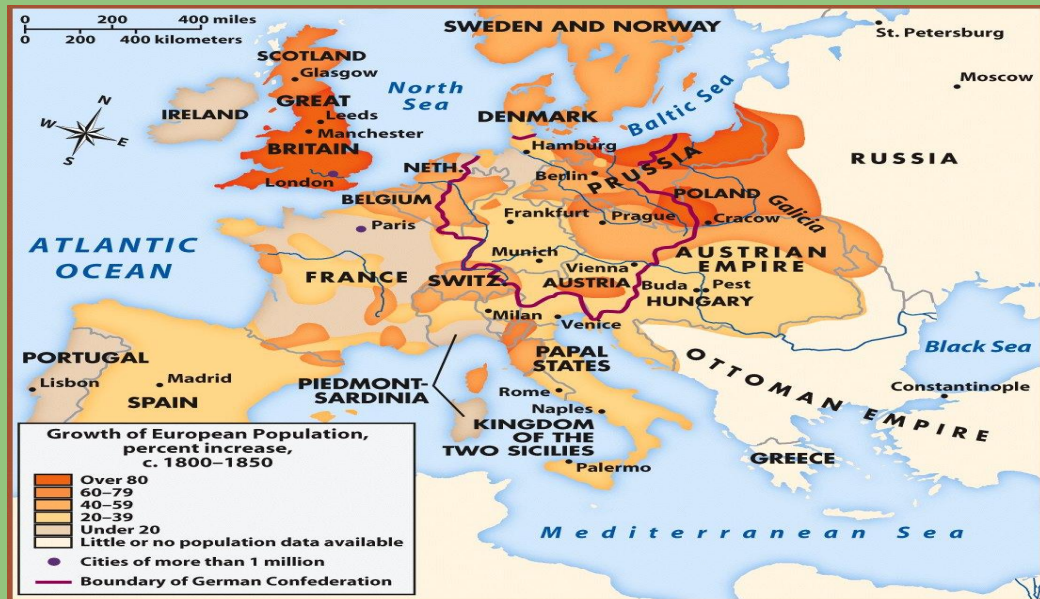 0 200 400 miles
0 200 400 kilometers
SWEDEN AND NORWAY
St. Petersburg
SCOTLAND
Glasgow
Moscow
North
Sea
Baltic Sea
N
W
E
S
IRELAND
GREAT
BRITAIN
Leeds
Manchester
London
DENMARK
Hamburg
RUSSIA
NETH.
Berlin
PRUSSIA
BELGIUM
POLAND
Galicia
Frankfurt
Prague
Cracow
Paris
ATLANTIC
OCEAN
Munich
AUSTRIAN
EMPIRE
Vienna
FRANCE
SWITZ.
AUSTRIA
Buda
Pest
HUNGARY
Milan
Venice
Black Sea
PORTUGAL
Lisbon
Madrid
SPAIN
PIEDMONT-
SARDINIA
PAPAL
STATES
OTTOMAN EMPIRE
Constantinople
Rome
Naples
KINGDOM
OF THE
TWO SICILIES
Palermo
GREECE
Mediterranean Sea
Growth of European Population,
percent increase,
c. 1800–1850
Over 80
60–79
40–59
20–39
Under 20
Little or no population data available
Cities of more than 1 million
Boundary of German Confederation